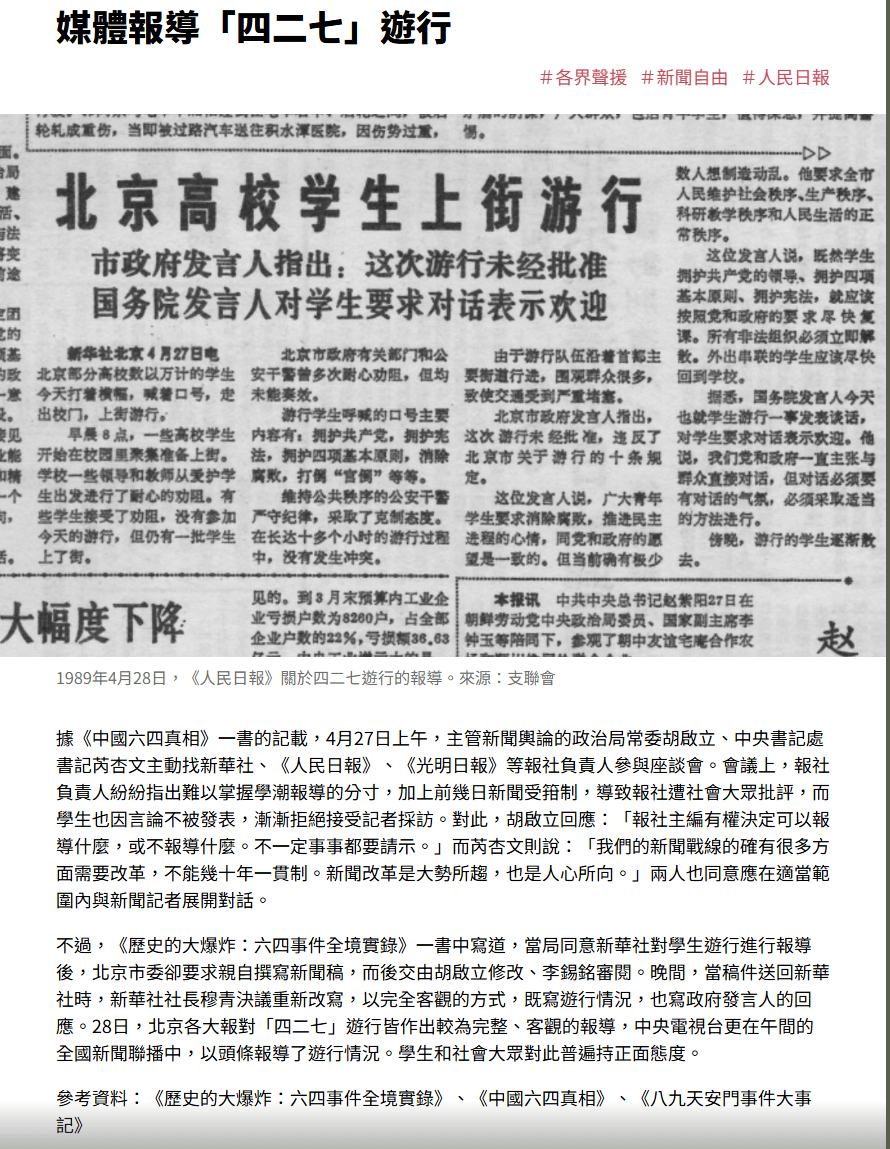 媒體報導「四二七」遊行
＃各界聲援 ＃新聞自由 ＃人民日報
轮轧成重伤，当即被过路汽车送往积水潭医院，因伤势过重，
惕。
北京高校学生上街游行
市政府发言人指出：这次游行未经批准
国务院发言人对学生要求对话表示欢迎
新华社北京4月27日电
北京部分高校数以万计的学生
今天打着横幅，喊着口号，走
出校门，上街游行。
早晨8点，一些高校学生
开始在校园里聚集准备上街。
学校一些领导和教师从爱护学
生出发进行了耐心的劝阻。有
些学生接受了劝阻，没有参加
今天的游行，但仍有一批学生
上了街。
北京市政府有关部门和公
安干警曾多次耐心劝阻，但均
未能奏效。
游行学生呼喊的口号主要
内容有：拥护共产党，拥护宪
法，拥护四项基本原则，消除
腐败，打倒“官倒”等等。
维持公共秩序的公安干警
严守纪律，采取了克制态度。
在长达十多个小时的游行过程
中，没有发生冲突。
由于游行队伍沿着首都主
要街道行进，围观群众很多，
致使交通受到严重堵塞。
北京市政府发言人指出，
这次游行未经批准，违反了
北京市关于游行的十条规
定。
这位发言人说，广大青年
学生要求消除腐败，推进民主
进程的心情，同党和政府的愿
望是一致的。但当前确有极少
数人想制造动乱。他要求全市
人民维护社会秩序、生产秩序、
科研教学秩序和人民生活的正
常秩序。
这位发言人说，既然学生
拥护共产党的领导、拥护四项
基本原则、拥护宪法，就应该
按照党和政府的要求尽快复
课。所有非法组织必须立即解
散。外出串联的学生应该尽快
回到学校。
据悉，国务院发言人今天
也就学生游行一事发表谈话，
对学生要求对话表示欢迎。他
说，我们党和政府一直主张与
群众直接对话，但对话必须要
有对话的气氛，必须采取适当
的方法进行。
傍晚，游行的学生逐渐散
去。
大幅度下降
见的。到3月末预算内工业企
业亏损户数为8260户，占全部
企业户数的22％，亏损额36.63
本报讯 中共中央总书记赵紫阳27日在
朝鲜劳动党中央政治局委员、国家副主席李
钟玉等陪同下，参观了朝中友谊宅庵合作农
赵
1989年4月28日，《人民日報》關於四二七遊行的報導。來源：支聯會
據《中國六四真相》一書的記載，4月27日上午，主管新聞輿論的政治局常委胡啟立、中央書記處
書記芮杏文主動找新華社、《人民日報》、《光明日報》等報社負責人參與座談會。會議上，報社
負責人紛紛指出難以掌握學潮報導的分寸，加上前幾日新聞受箝制，導致報社遭社會大眾批評，而
學生也因言論不被發表，漸漸拒絕接受記者採訪。對此，胡啟立回應：「報社主編有權決定可以報
導什麼，或不報導什麼。不一定事事都要請示。」而芮杏文則說：「我們的新聞戰線的確有很多方
面需要改革，不能幾十年一貫制。新聞改革是大勢所趨，也是人心所向。」兩人也同意應在適當範
圍內與新聞記者展開對話。
不過，《歷史的大爆炸：六四事件全境實錄》一書中寫道，當局同意新華社對學生遊行進行報導
後，北京市委卻要求親自撰寫新聞稿，而後交由胡啟立修改、李錫銘審閱。晚間，當稿件送回新華
社時，新華社社長穆青決議重新改寫，以完全客觀的方式，既寫遊行情況，也寫政府發言人的回
應。28日，北京各大報對「四二七」遊行皆作出較為完整、客觀的報導，中央電視台更在午間的
全國新聞聯播中，以頭條報導了遊行情況。學生和社會大眾對此普遍持正面態度。
參考資料：《歷史的大爆炸：六四事件全境實錄》、《中國六四真相》、《八九天安門事件大事
記》